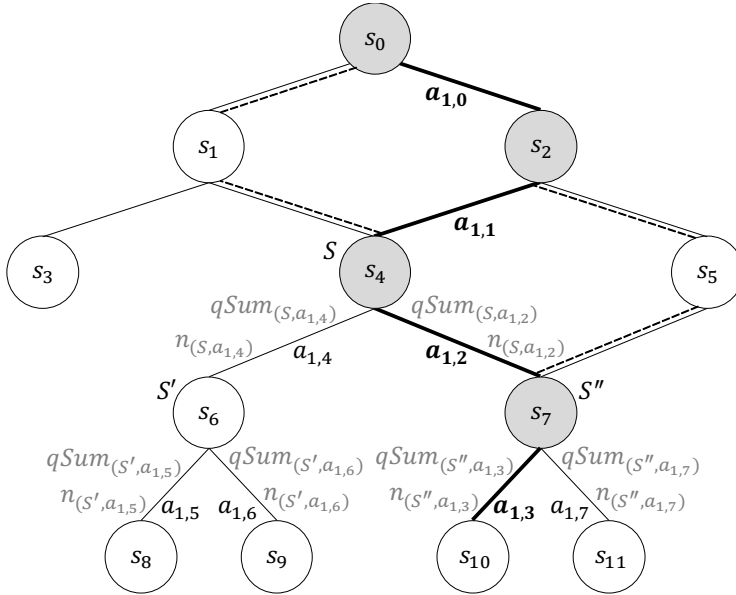 s₀
a₁,₀
s₁ s₂
a₁,₁
S
s₃ s₄ s₅
qSum₍S,a₁,₄₎ qSum₍S,a₁,₂₎
n₍S,a₁,₄₎ a₁,₄ a₁,₂ n₍S,a₁,₂₎
S′ S″
s₆ s₇
qSum₍S′,a₁,₅₎ qSum₍S′,a₁,₆₎ qSum₍S″,a₁,₃₎ qSum₍S″,a₁,₇₎
n₍S′,a₁,₅₎ a₁,₅ a₁,₆ n₍S′,a₁,₆₎ n₍S″,a₁,₃₎ a₁,₃ a₁,₇ n₍S″,a₁,₇₎
s₈ s₉ s₁₀ s₁₁